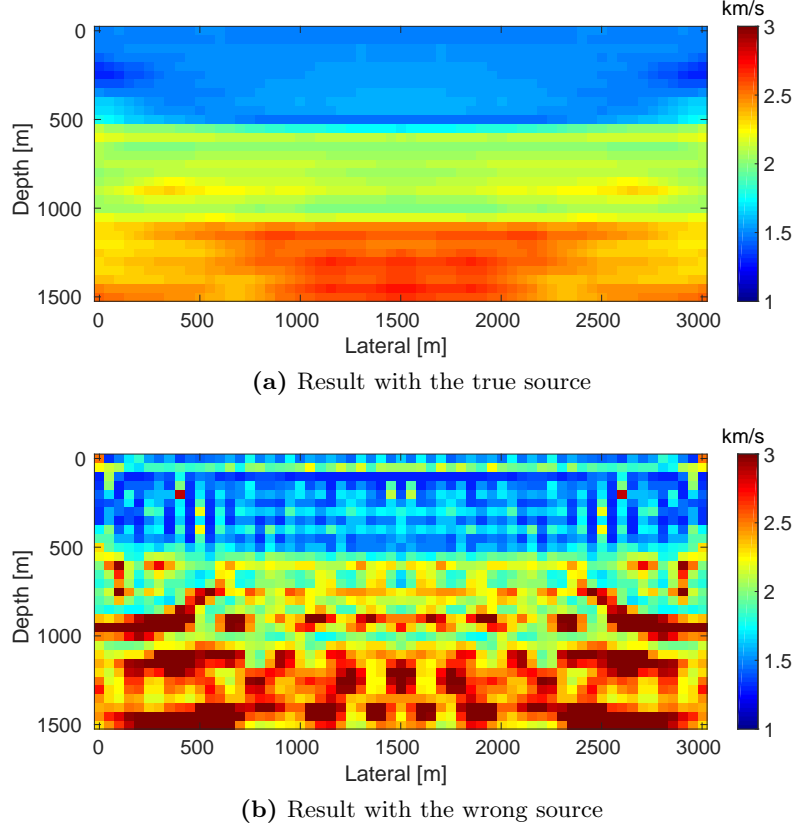 km/s
0
500
1000
1500
Depth [m]
0 500 1000 1500 2000 2500 3000
Lateral [m]
3
2.5
2
1.5
1
(a) Result with the true source
km/s
0
500
1000
1500
Depth [m]
0 500 1000 1500 2000 2500 3000
Lateral [m]
3
2.5
2
1.5
1
(b) Result with the wrong source